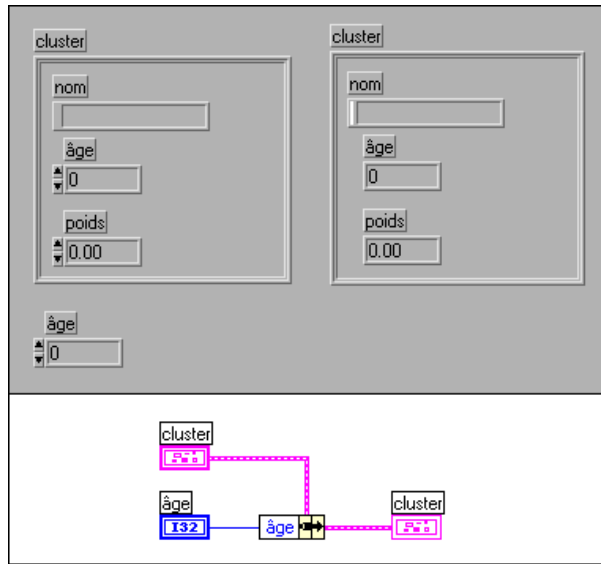 cluster
nom
âge
0
poids
0.00
cluster
nom
âge
0
poids
0.00
âge
0
cluster
âge
I32
âge
cluster